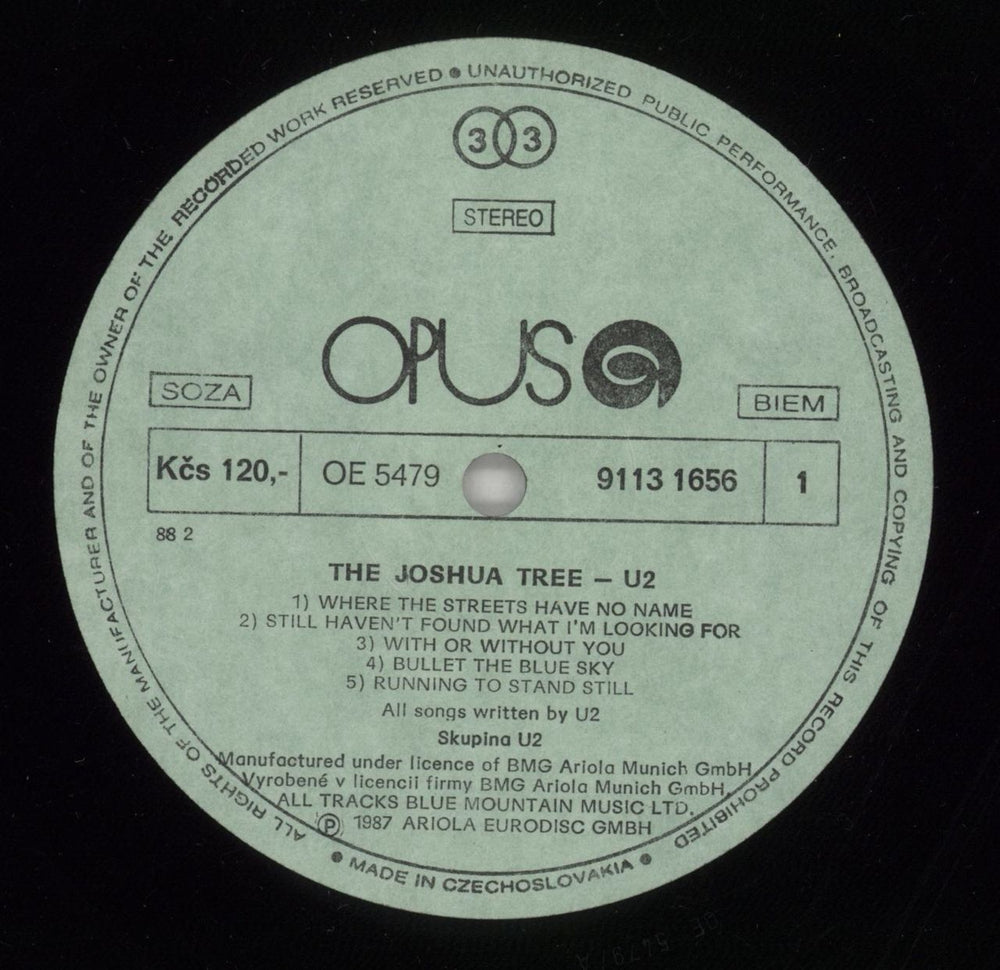 ALL RIGHTS OF THE MANUFACTURER AND OF THE OWNER OF THE RECORDED WORK RESERVED ● UNAUTHORIZED PUBLIC PERFORMANCE, BROADCASTING AND COPYING OF THIS RECORD PROHIBITED
33
STEREO
OPUS
SOZA
BIEM
Kčs 120,- OE 5479 9113 1656 1
88 2
THE JOSHUA TREE – U2
1) WHERE THE STREETS HAVE NO NAME
2) STILL HAVEN'T FOUND WHAT I'M LOOKING FOR
3) WITH OR WITHOUT YOU
4) BULLET THE BLUE SKY
5) RUNNING TO STAND STILL
All songs written by U2
Skupina U2
Manufactured under licence of BMG Ariola Munich GmbH
Vyrobené v licencii firmy BMG Ariola Munich GmbH,
ALL TRACKS BLUE MOUNTAIN MUSIC LTD.
Ⓟ 1987 ARIOLA EURODISC GMBH
● MADE IN CZECHOSLOVAKIA ●